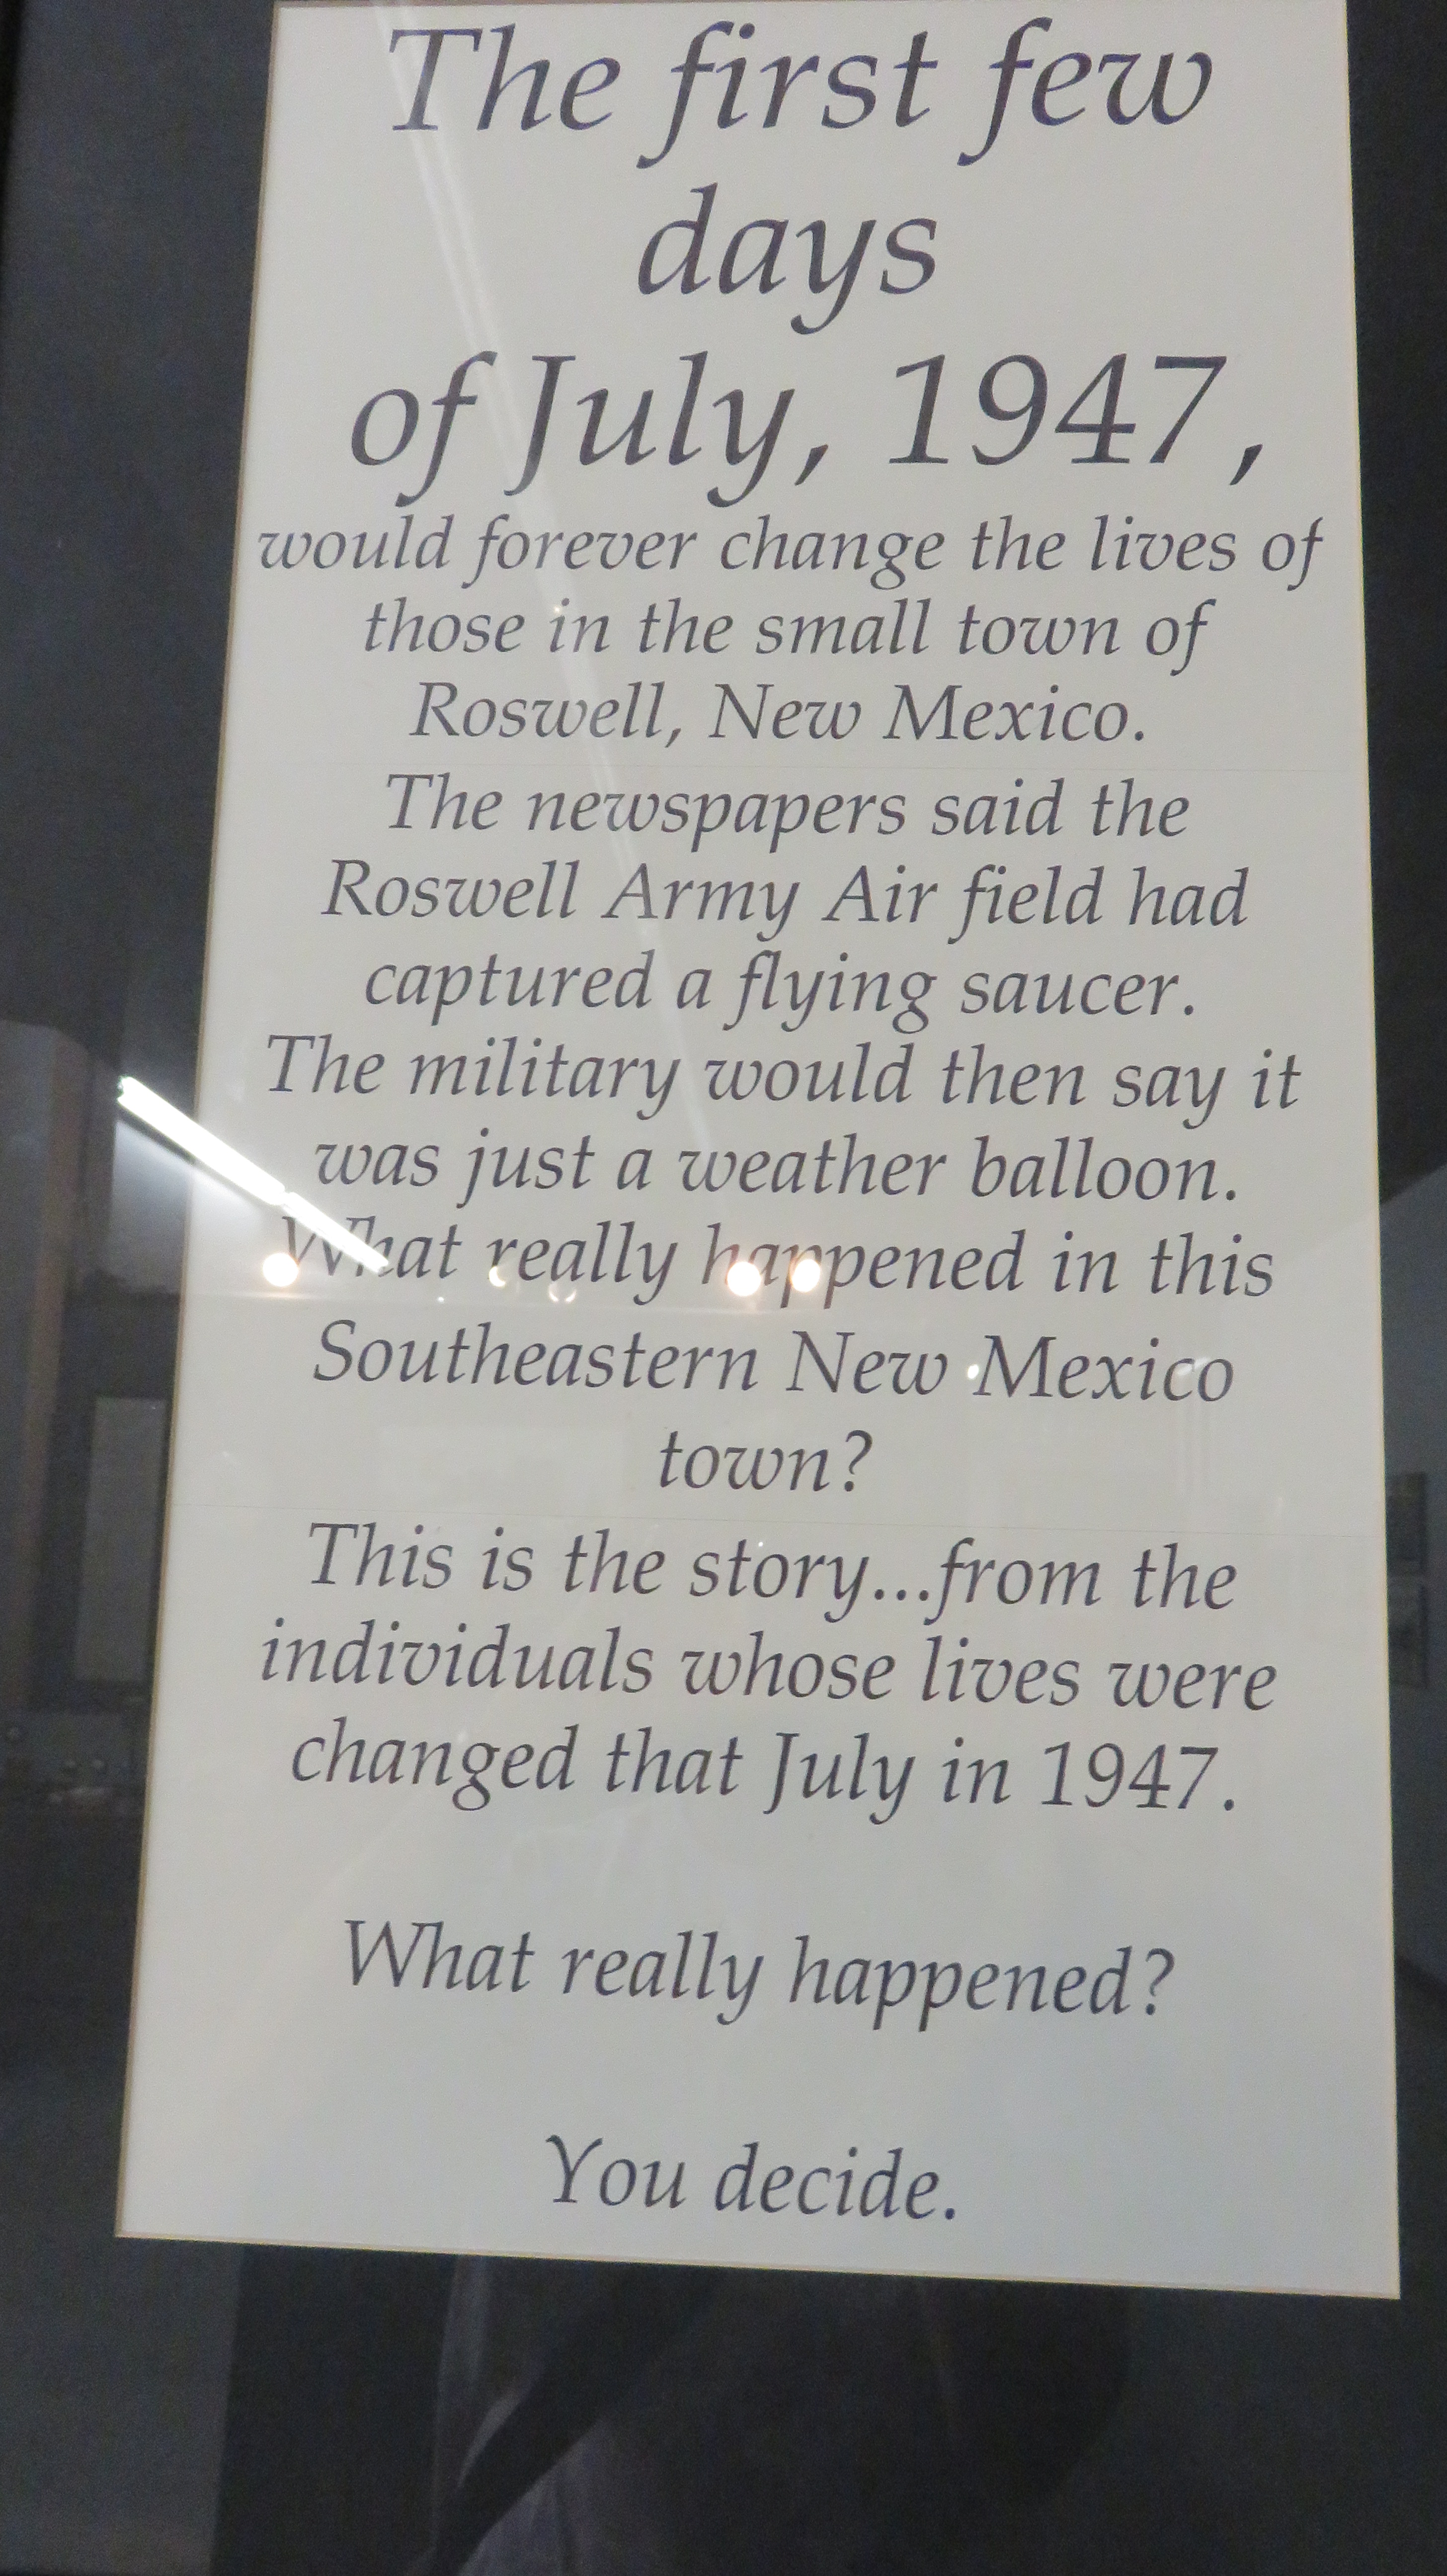 The first few
days
of July, 1947,
would forever change the lives of
those in the small town of
Roswell, New Mexico.
The newspapers said the
Roswell Army Air field had
captured a flying saucer.
The military would then say it
was just a weather balloon.
What really happened in this
Southeastern New Mexico
town?
This is the story...from the
individuals whose lives were
changed that July in 1947.
What really happened?
You decide.